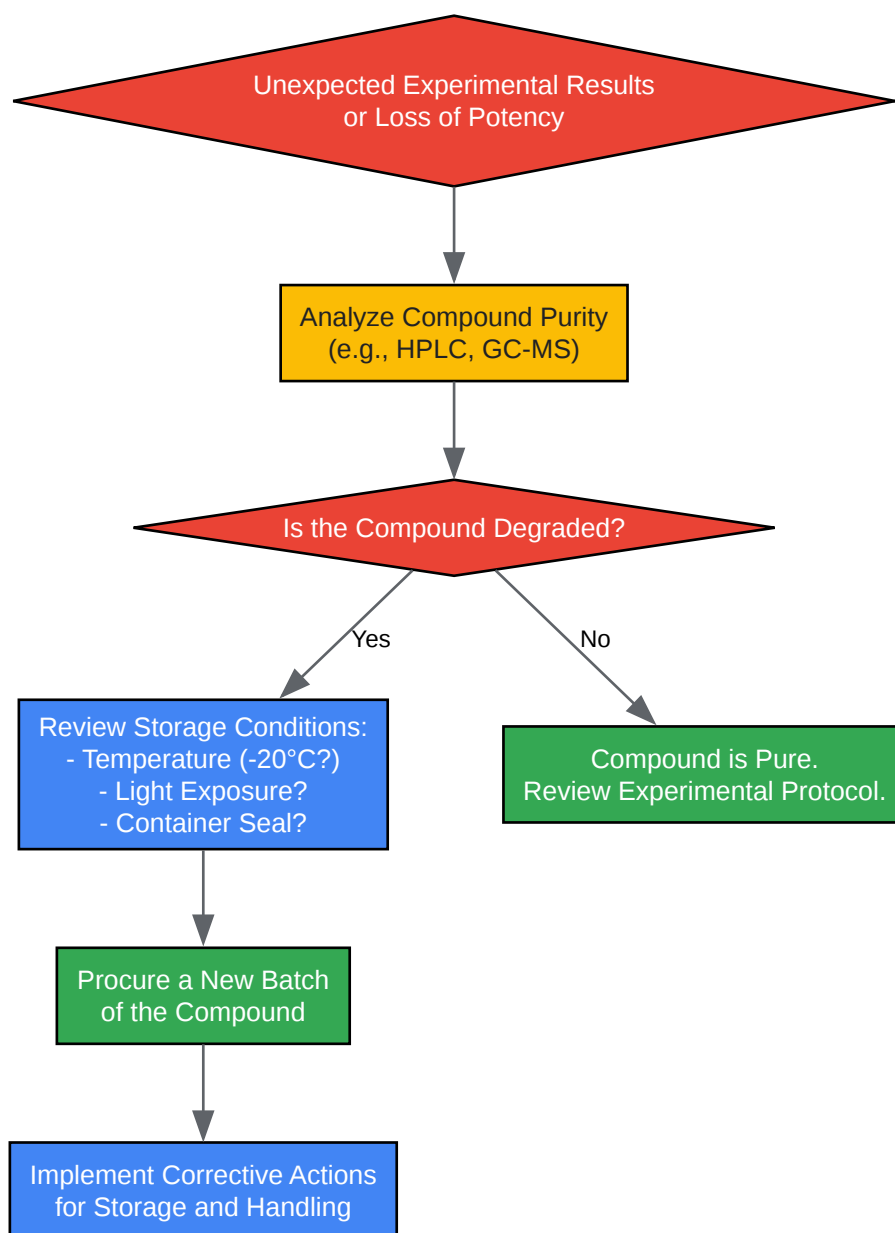 Unexpected Experimental Results
or Loss of Potency
Analyze Compound Purity
(e.g., HPLC, GC-MS)
Is the Compound Degraded?
Yes
No
Review Storage Conditions:
- Temperature (-20°C?)
- Light Exposure?
- Container Seal?
Compound is Pure.
Review Experimental Protocol.
Procure a New Batch
of the Compound
Implement Corrective Actions
for Storage and Handling